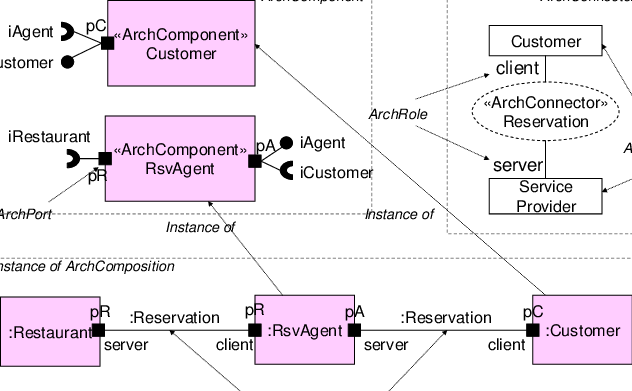 ArchComponent
iAgent
pC
«ArchComponent»
Customer
ustomer
Customer
client
ArchRole
«ArchConnector»
Reservation
server
Service
Provider
iRestaurant
«ArchComponent»
RsvAgent
pA
iAgent
iCustomer
pR
ArchPort
Instance of
Instance of
nstance of ArchComposition
:Restaurant
pR
:Reservation
server
pR
client
:RsvAgent
pA
:Reservation
server
pC
client
:Customer